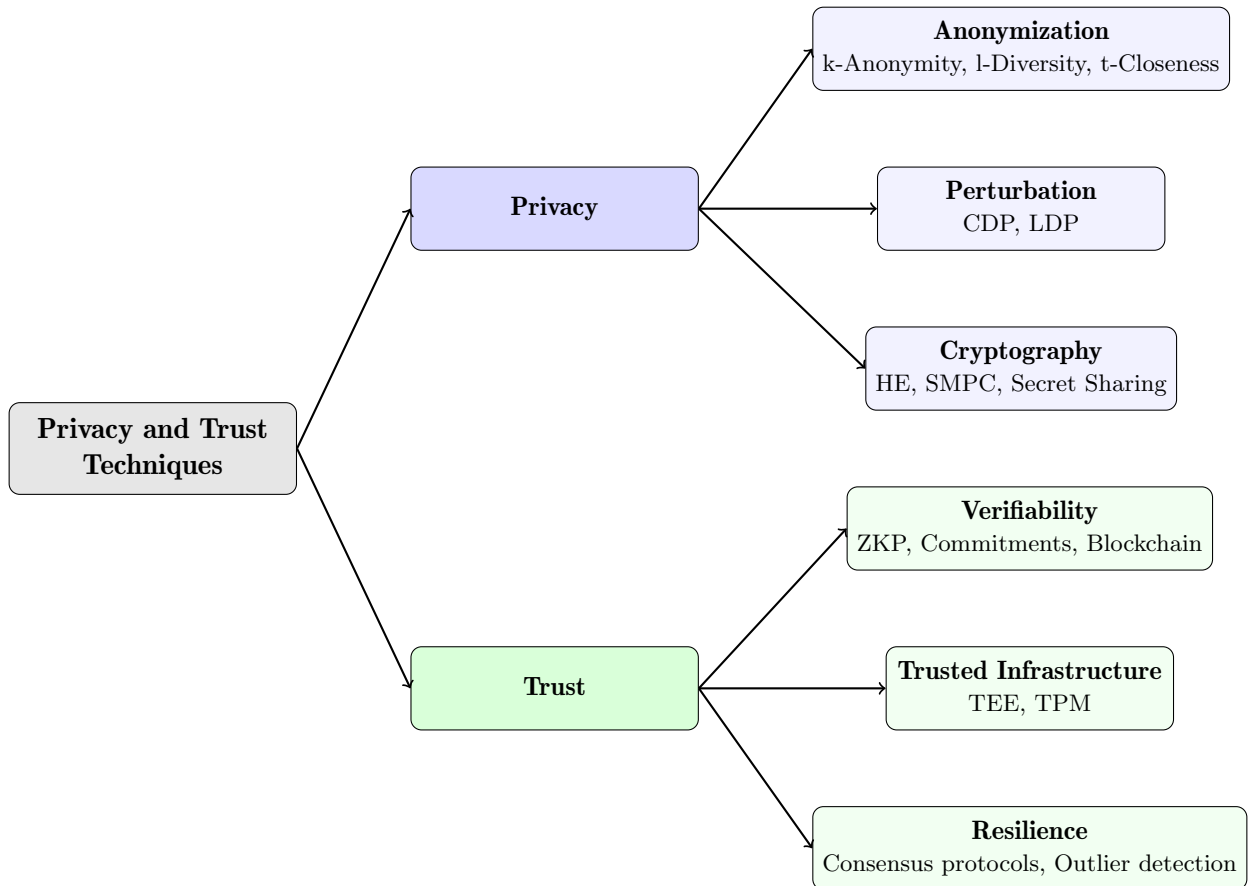 Anonymization
k-Anonymity, l-Diversity, t-Closeness
Privacy
Perturbation
CDP, LDP
Cryptography
HE, SMPC, Secret Sharing
Privacy and Trust
Techniques
Verifiability
ZKP, Commitments, Blockchain
Trust
Trusted Infrastructure
TEE, TPM
Resilience
Consensus protocols, Outlier detection